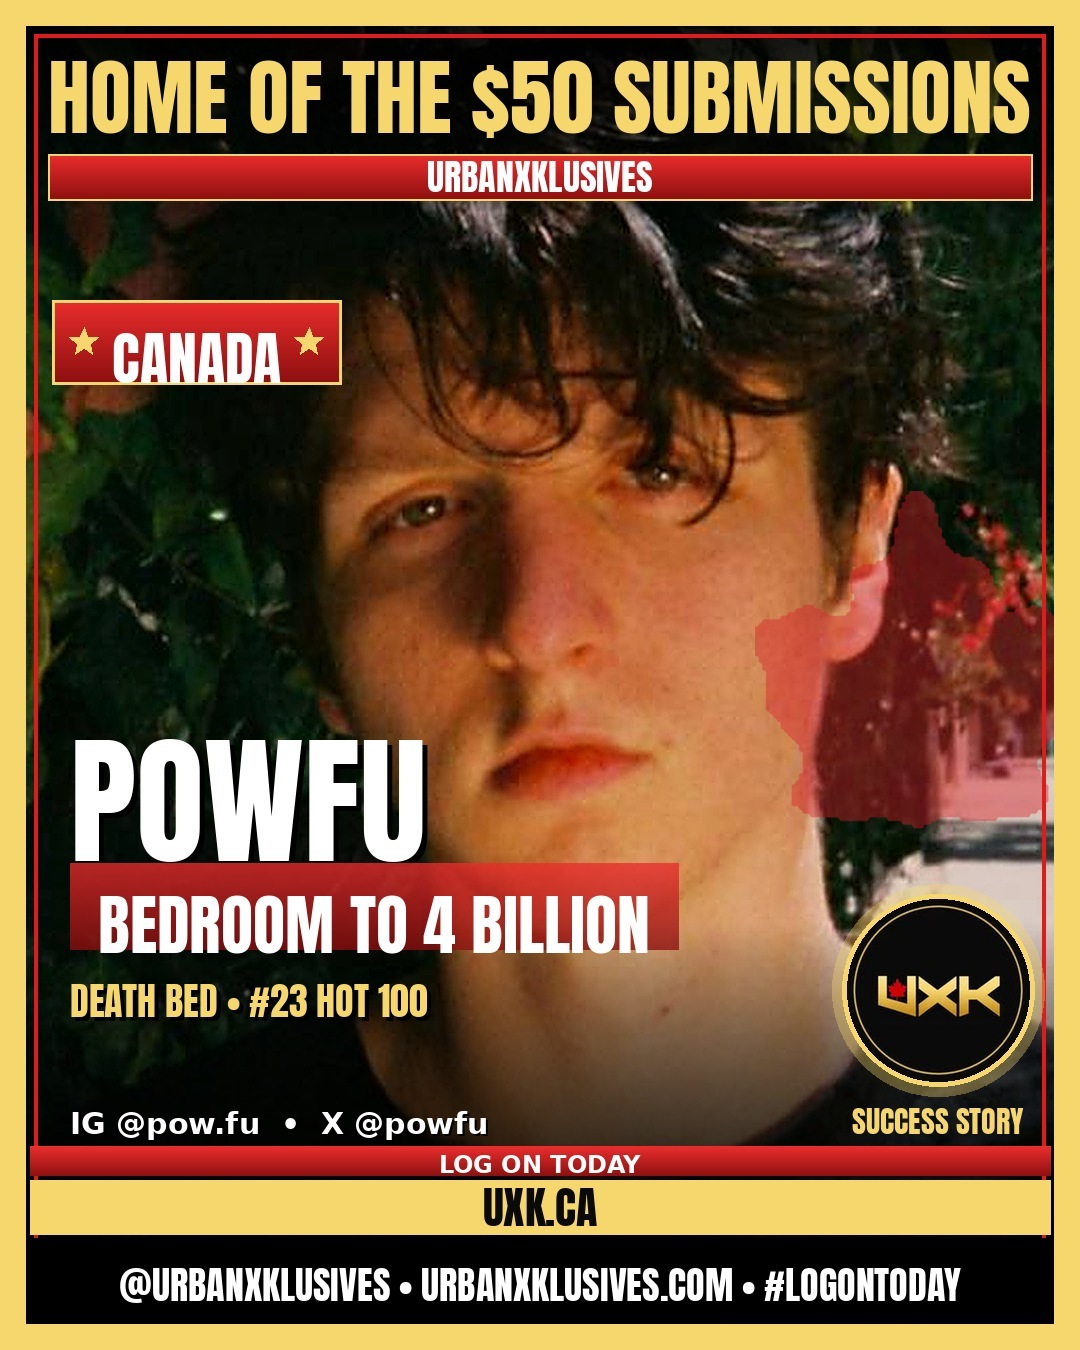 HOME OF THE $50 SUBMISSIONS
URBANXKLUSIVES
CANADA
POWFU
BEDROOM TO 4 BILLION
DEATH BED • #23 HOT 100
UXK
IG @pow.fu • X @powfu
SUCCESS STORY
LOG ON TODAY
UXK.CA
@URBANXKLUSIVES • URBANXKLUSIVES.COM • #LOGONTODAY